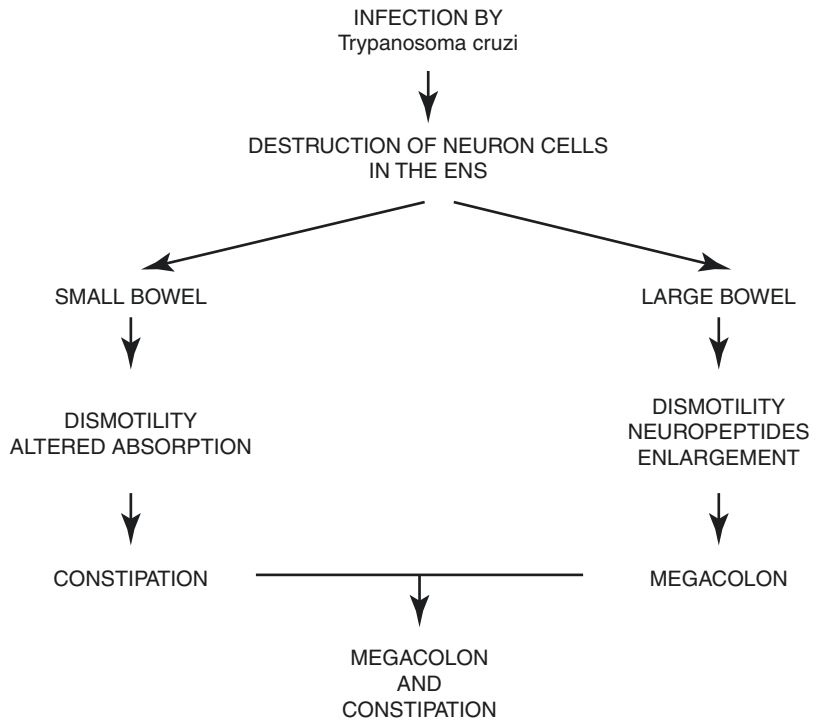 INFECTION BY
Trypanosoma cruzi
DESTRUCTION OF NEURON CELLS
IN THE ENS
SMALL BOWEL
LARGE BOWEL
DISMOTILITY
ALTERED ABSORPTION
DISMOTILITY
NEUROPEPTIDES
ENLARGEMENT
CONSTIPATION
MEGACOLON
MEGACOLON
AND
CONSTIPATION